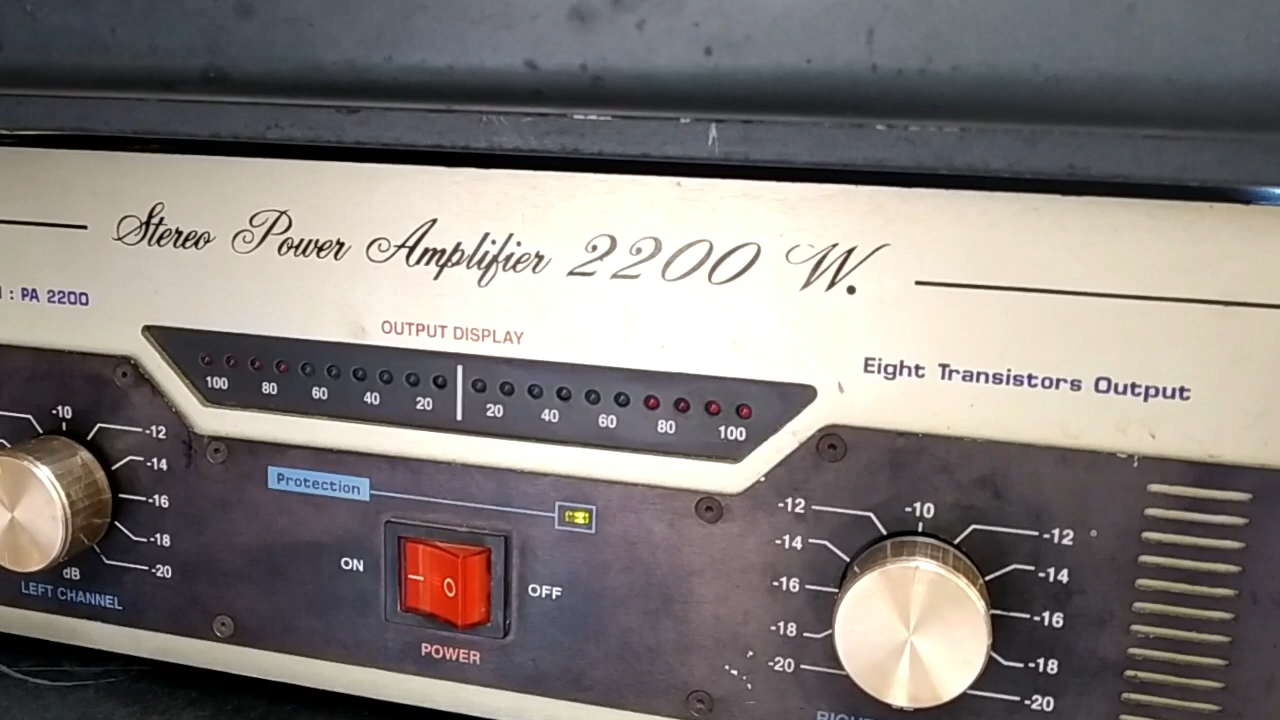 Stereo Power Amplifier 2200 W.
: PA 2200
OUTPUT DISPLAY
Eight Transistors Output
100 80 60 40 20 20 40 60 80 100
Protection
ON
OFF
POWER
-10
-12
-14
-16
-18
-20
dB
LEFT CHANNEL
-10
-12 -12
-14 -14
-16 -16
-18 -18
-20 -20